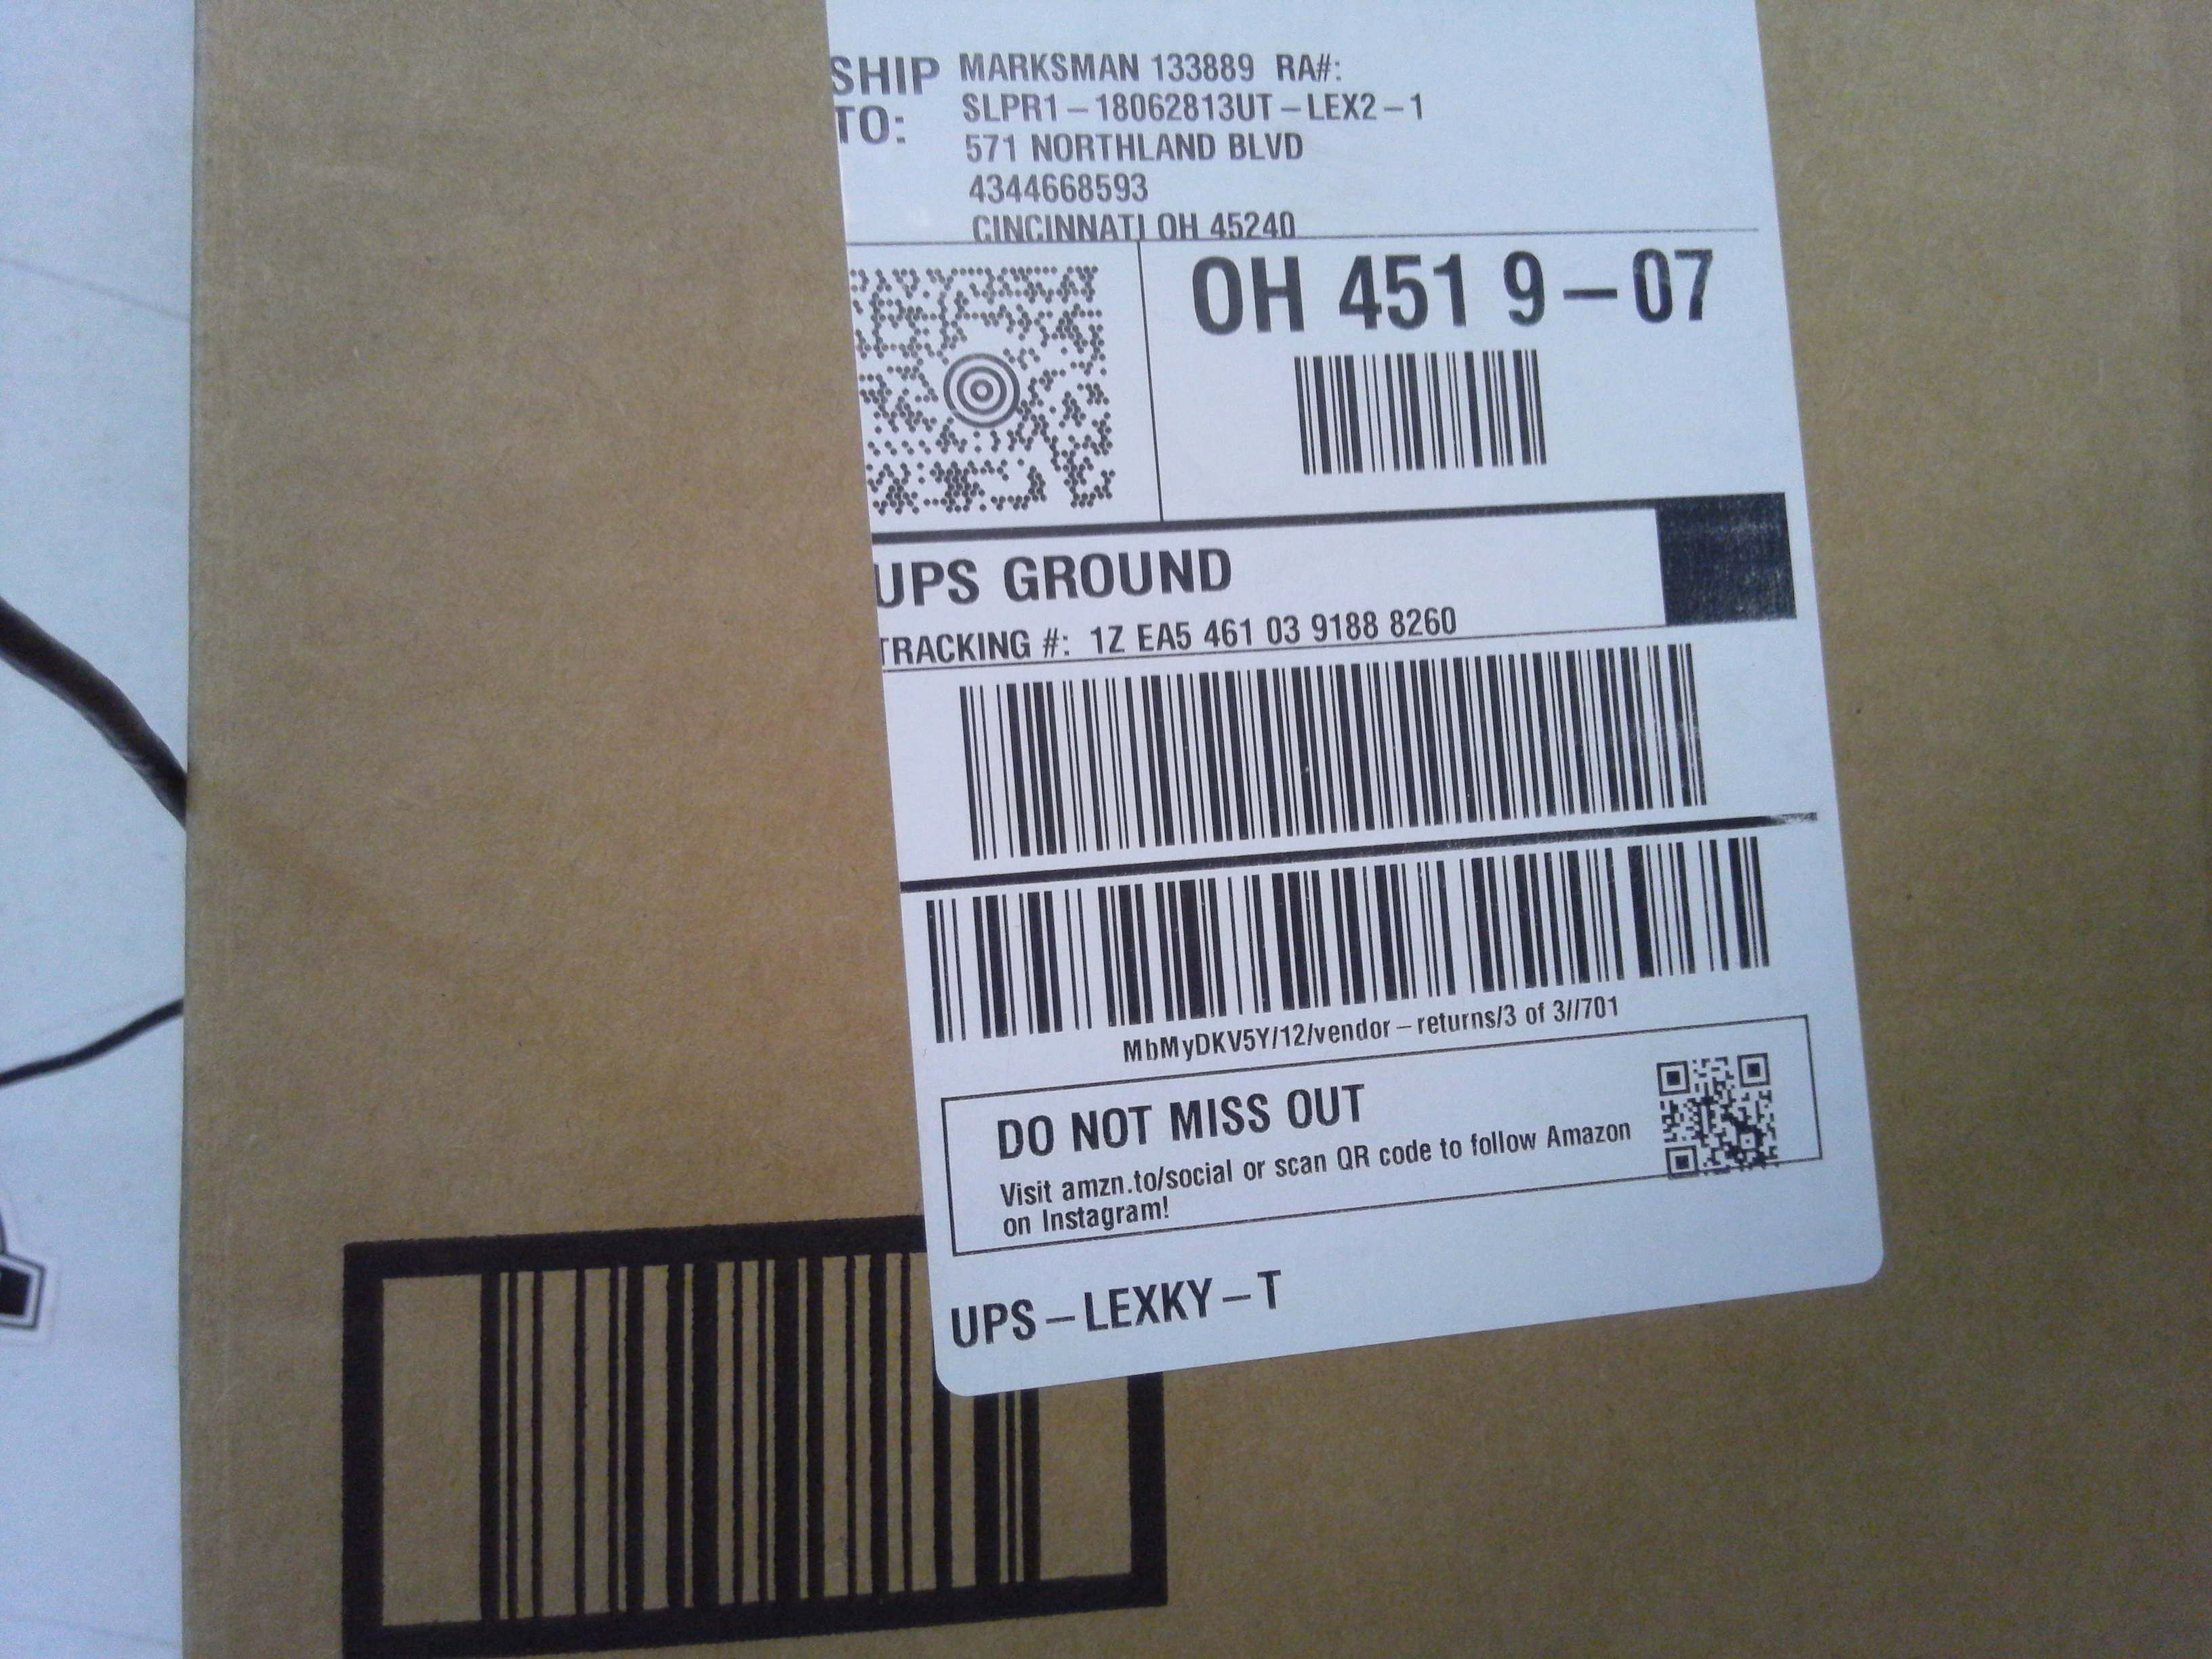 SHIP TO: MARKSMAN 133889 RA#:
SLPR1-18062813UT-LEX2-1
571 NORTHLAND BLVD
4344668593
CINCINNATI OH 45240
OH 451 9-07
UPS GROUND
TRACKING #: 1Z EA5 461 03 9188 8260
MbMyDKV5Y/12/vendor-returns/3 of 3//701
DO NOT MISS OUT
Visit amzn.to/social or scan QR code to follow Amazon
on Instagram!
UPS-LEXKY-T